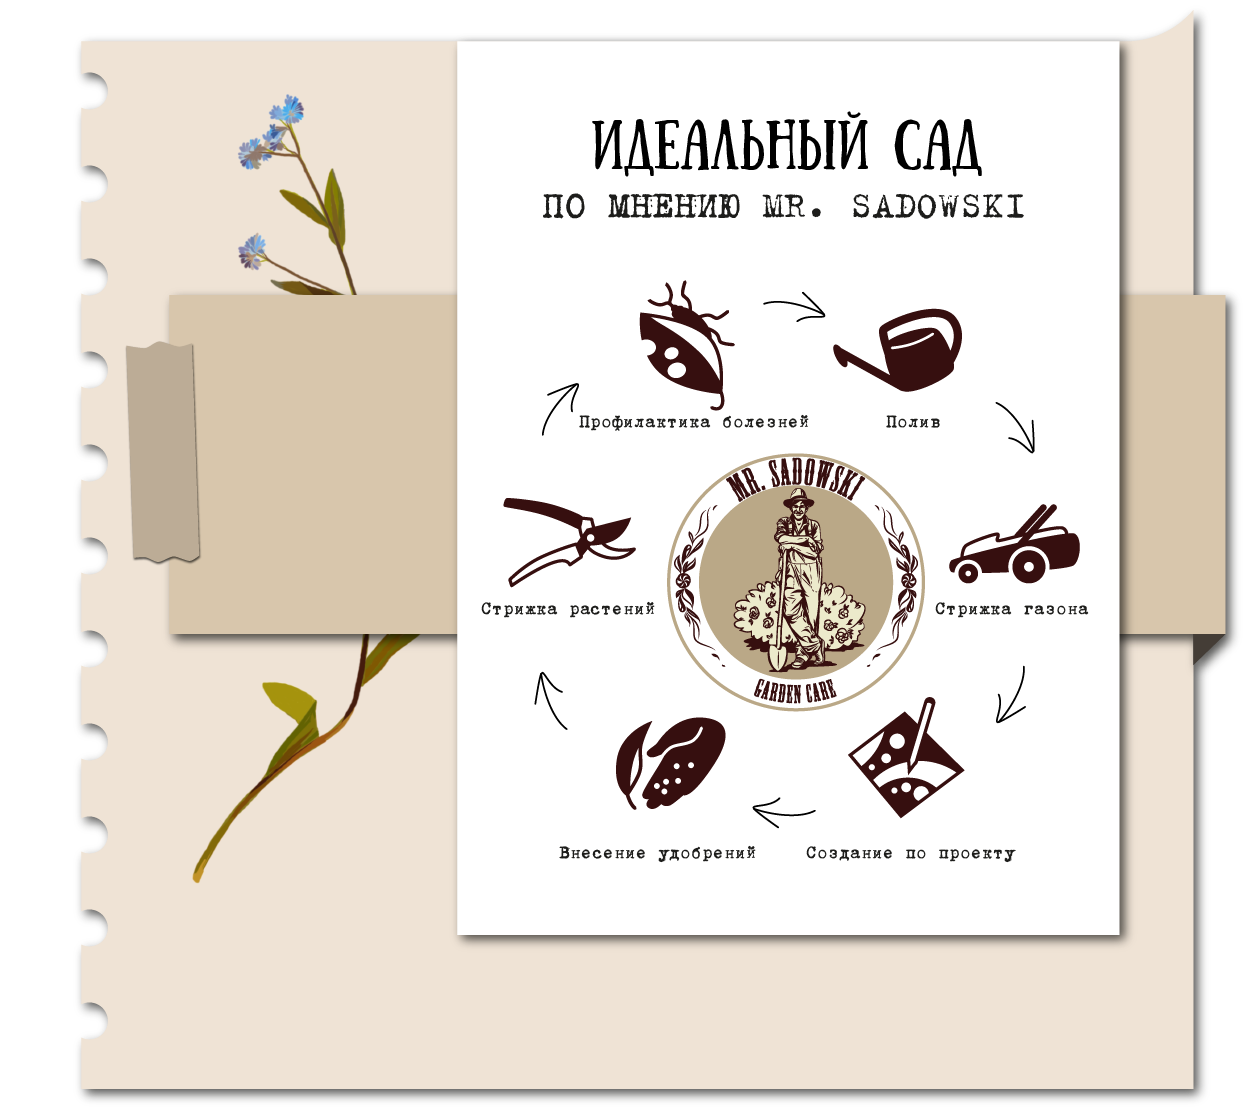 ИДЕАЛЬНЫЙ САД
ПО МНЕНИЮ MR. SADOWSKI
Профилактика болезней
Полив
MR. SADOWSKI
GARDEN CARE
Стрижка растений
Стрижка газона
Внесение удобрений
Создание по проекту